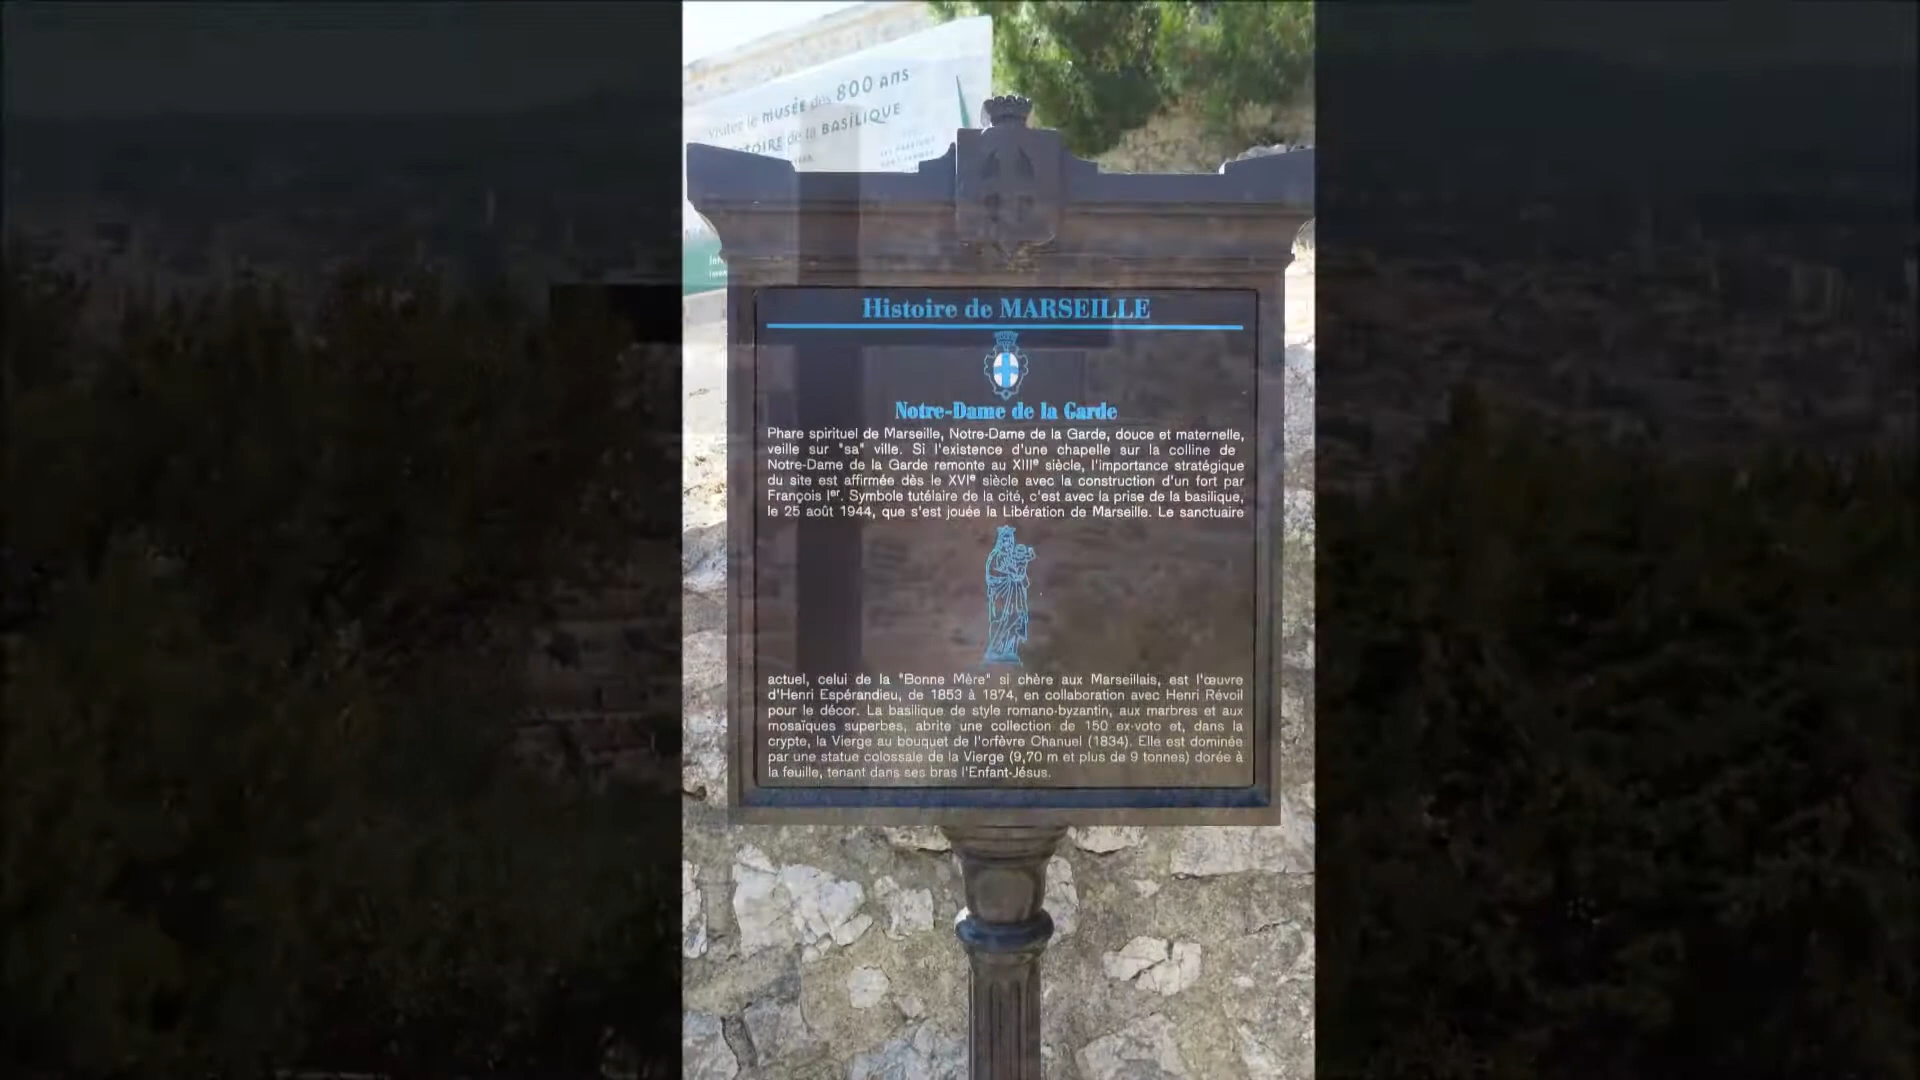 Visitez le MUSÉE des 800 ANS
HISTOIRE de la BASILIQUE
Histoire de MARSEILLE
Notre-Dame de la Garde
Phare spirituel de Marseille, Notre-Dame de la Garde, douce et maternelle,
veille sur "sa" ville. Si l'existence d'une chapelle sur la colline de
Notre-Dame de la Garde remonte au XIIIe siècle, l'importance stratégique
du site est affirmée dès le XVIe siècle avec la construction d'un fort par
François Ier. Symbole tutélaire de la cité, c'est avec la prise de la basilique,
le 25 août 1944, que s'est jouée la Libération de Marseille. Le sanctuaire
actuel, celui de la "Bonne Mère" si chère aux Marseillais, est l'œuvre
d'Henri Espérandieu, de 1853 à 1874, en collaboration avec Henri Révoil
pour le décor. La basilique de style romano-byzantin, aux marbres et aux
mosaïques superbes, abrite une collection de 150 ex-voto et, dans la
crypte, la Vierge au bouquet de l'orfèvre Chanuel (1834). Elle est dominée
par une statue colossale de la Vierge (9,70 m et plus de 9 tonnes) dorée à
la feuille, tenant dans ses bras l'Enfant-Jésus.